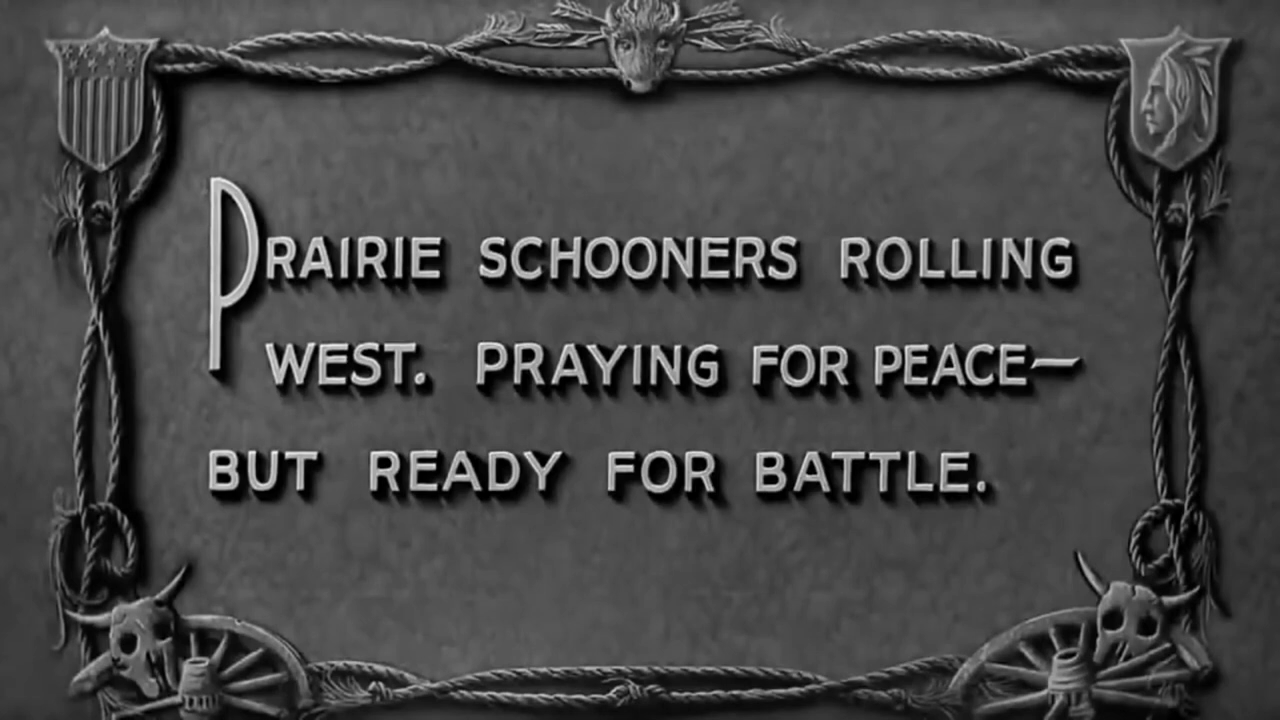 PRAIRIE SCHOONERS ROLLING
WEST. PRAYING FOR PEACE—
BUT READY FOR BATTLE.